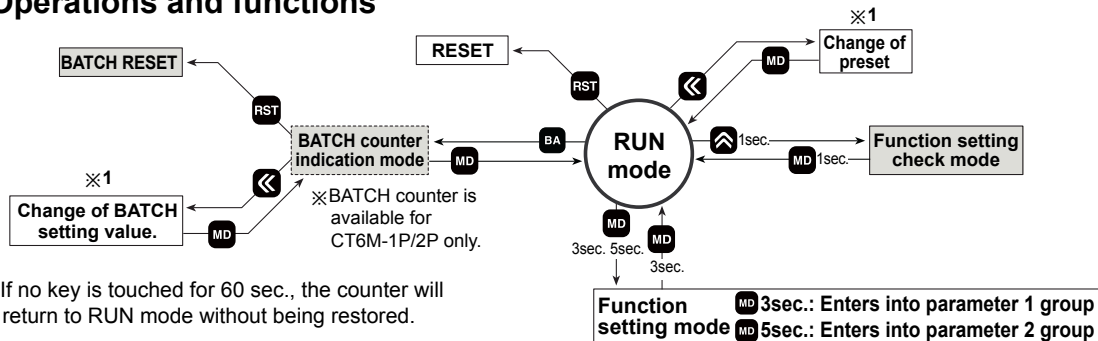 Operations and functions
※1
Change of
preset
MD
RESET
RST
BATCH RESET
RST
BATCH counter
indication mode
BA
MD
RUN
mode
1sec.
MD 1sec.
Function setting
check mode
※1
Change of BATCH
setting value.
MD
※BATCH counter is
available for
CT6M-1P/2P only.
MD
3sec. 5sec.
MD
3sec.
If no key is touched for 60 sec., the counter will
return to RUN mode without being restored.
Function
setting mode
MD 3sec.: Enters into parameter 1 group
MD 5sec.: Enters into parameter 2 group